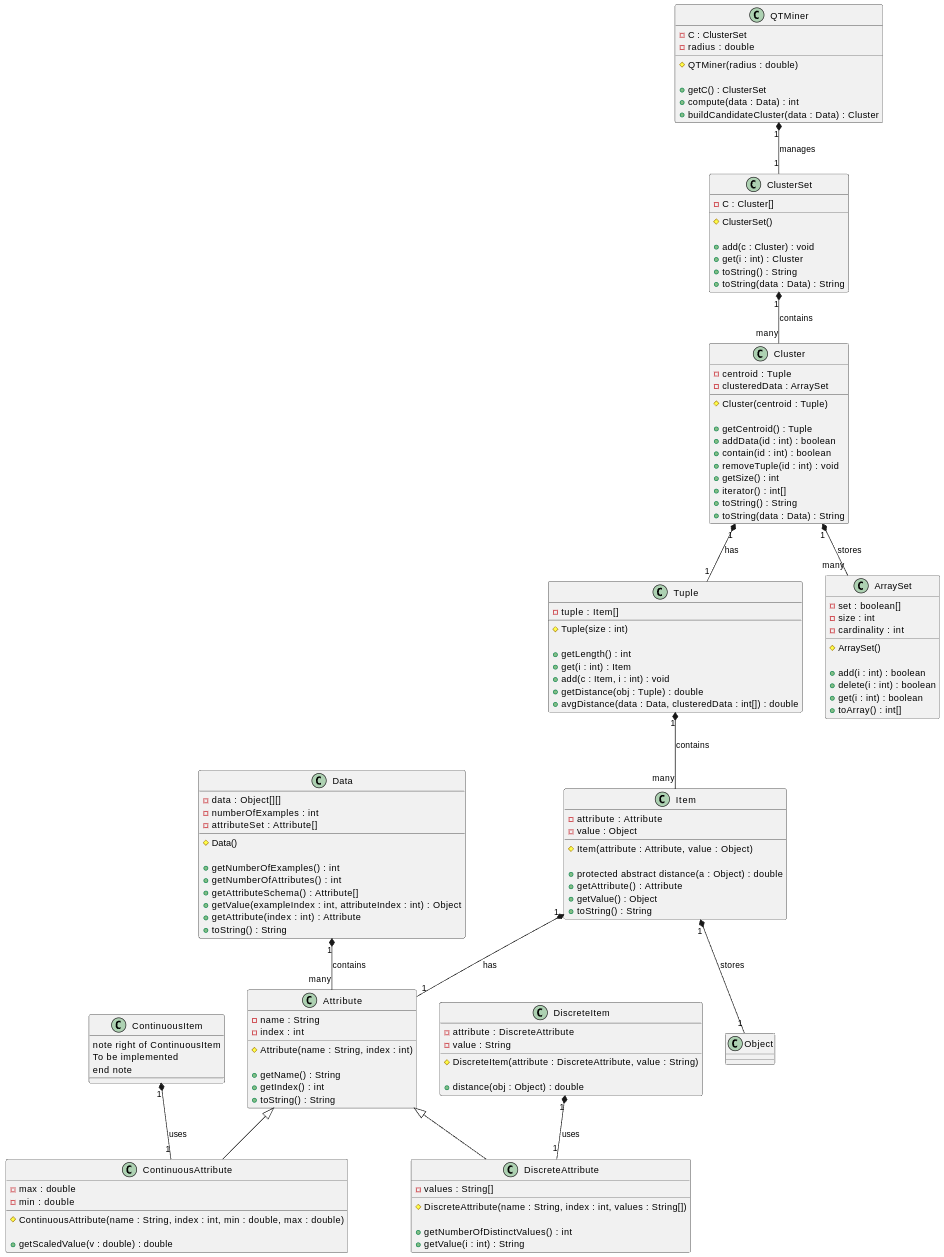 C QTMiner
C : ClusterSet
radius : double
QTMiner(radius : double)
getC() : ClusterSet
compute(data : Data) : int
buildCandidateCluster(data : Data) : Cluster
1
manages
1
C ClusterSet
C : Cluster[]
ClusterSet()
add(c : Cluster) : void
get(i : int) : Cluster
toString() : String
toString(data : Data) : String
1
contains
many
C Cluster
centroid : Tuple
clusteredData : ArraySet
Cluster(centroid : Tuple)
getCentroid() : Tuple
addData(id : int) : boolean
contain(id : int) : boolean
removeTuple(id : int) : void
getSize() : int
iterator() : int[]
toString() : String
toString(data : Data) : String
1
has
1
1
stores
many
C Tuple
tuple : Item[]
Tuple(size : int)
getLength() : int
get(i : int) : Item
add(c : Item, i : int) : void
getDistance(obj : Tuple) : double
avgDistance(data : Data, clusteredData : int[]) : double
C ArraySet
set : boolean[]
size : int
cardinality : int
ArraySet()
add(i : int) : boolean
delete(i : int) : boolean
get(i : int) : boolean
toArray() : int[]
1
contains
many
C Data
data : Object[][]
numberOfExamples : int
attributeSet : Attribute[]
Data()
getNumberOfExamples() : int
getNumberOfAttributes() : int
getAttributeSchema() : Attribute[]
getValue(exampleIndex : int, attributeIndex : int) : Object
getAttribute(index : int) : Attribute
toString() : String
C Item
attribute : Attribute
value : Object
Item(attribute : Attribute, value : Object)
protected abstract distance(a : Object) : double
getAttribute() : Attribute
getValue() : Object
toString() : String
1
contains
many
1
has
1
1
stores
1
C ContinuousItem
note right of ContinuousItem
To be implemented
end note
C Attribute
name : String
index : int
Attribute(name : String, index : int)
getName() : String
getIndex() : int
toString() : String
C DiscreteItem
attribute : DiscreteAttribute
value : String
DiscreteItem(attribute : DiscreteAttribute, value : String)
distance(obj : Object) : double
C Object
1
uses
1
1
uses
1
C ContinuousAttribute
max : double
min : double
ContinuousAttribute(name : String, index : int, min : double, max : double)
getScaledValue(v : double) : double
C DiscreteAttribute
values : String[]
DiscreteAttribute(name : String, index : int, values : String[])
getNumberOfDistinctValues() : int
getValue(i : int) : String